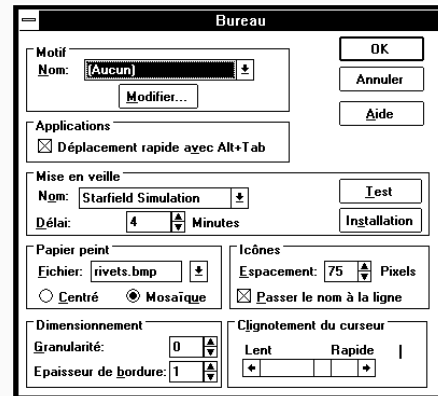 Bureau
Motif
Nom: (Aucun)
Modifier...
OK
Annuler
Aide
Applications
Déplacement rapide avec Alt+Tab
Mise en veille
Nom: Starfield Simulation
Délai: 4 Minutes
Test
Installation
Papier peint
Fichier: rivets.bmp
Centré Mosaïque
Icônes
Espacement: 75 Pixels
Passer le nom à la ligne
Dimensionnement
Granularité: 0
Epaisseur de bordure: 1
Clignotement du curseur
Lent Rapide